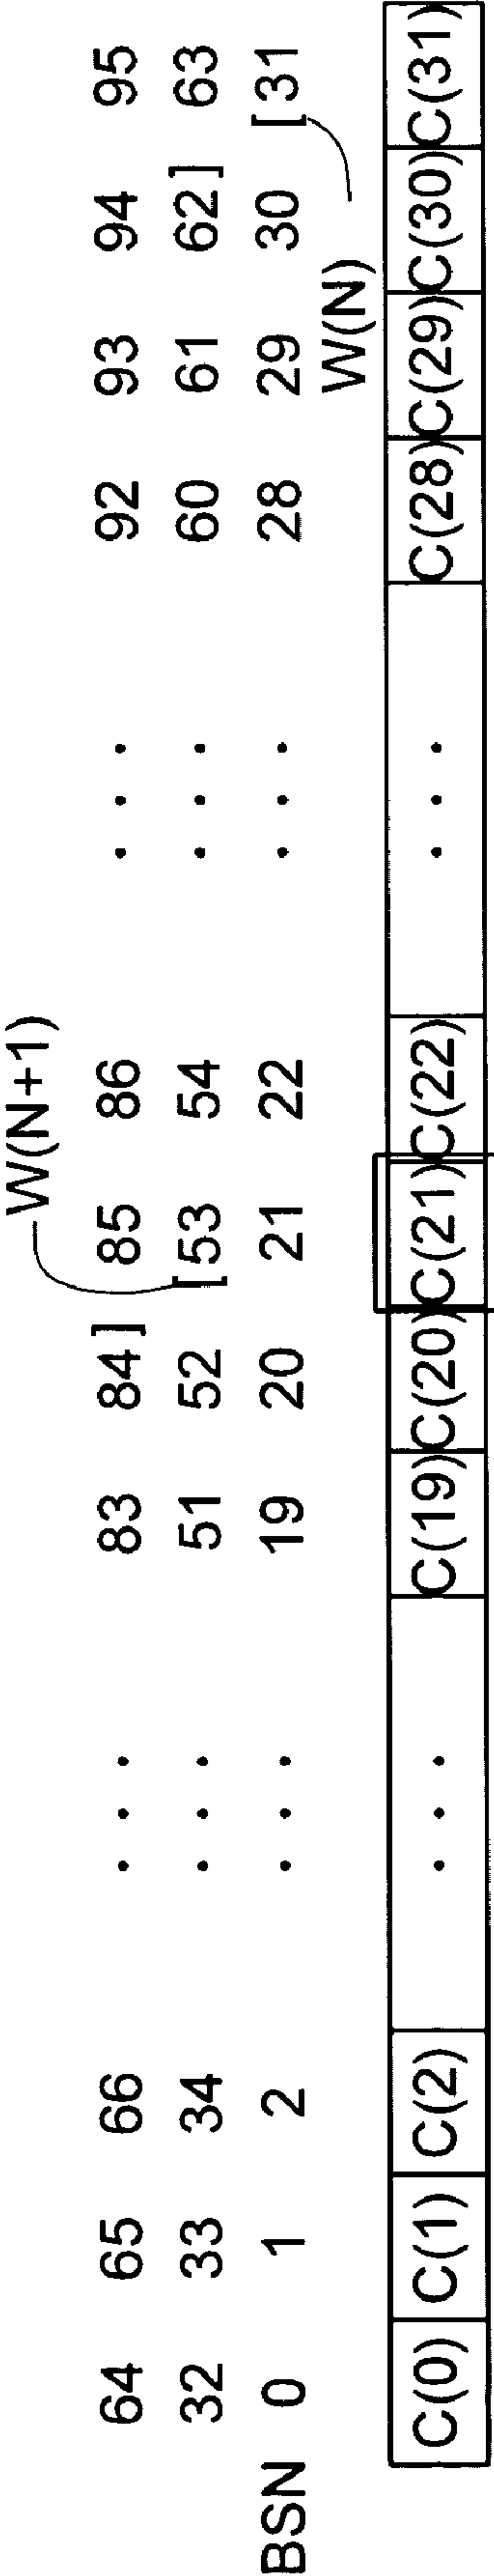 W(N+1)
64 65 66 . . . 83 84] 85 86 . . . 92 93 94 95
32 33 34 . . . 51 52 [53 54 . . . 60 61 62] 63
BSN 0 1 2 . . . 19 20 21 22 . . . 28 29 30 [31
W(N)
C(0) C(1) C(2) . . . C(19) C(20) C(21) C(22) . . . C(28) C(29) C(30) C(31)